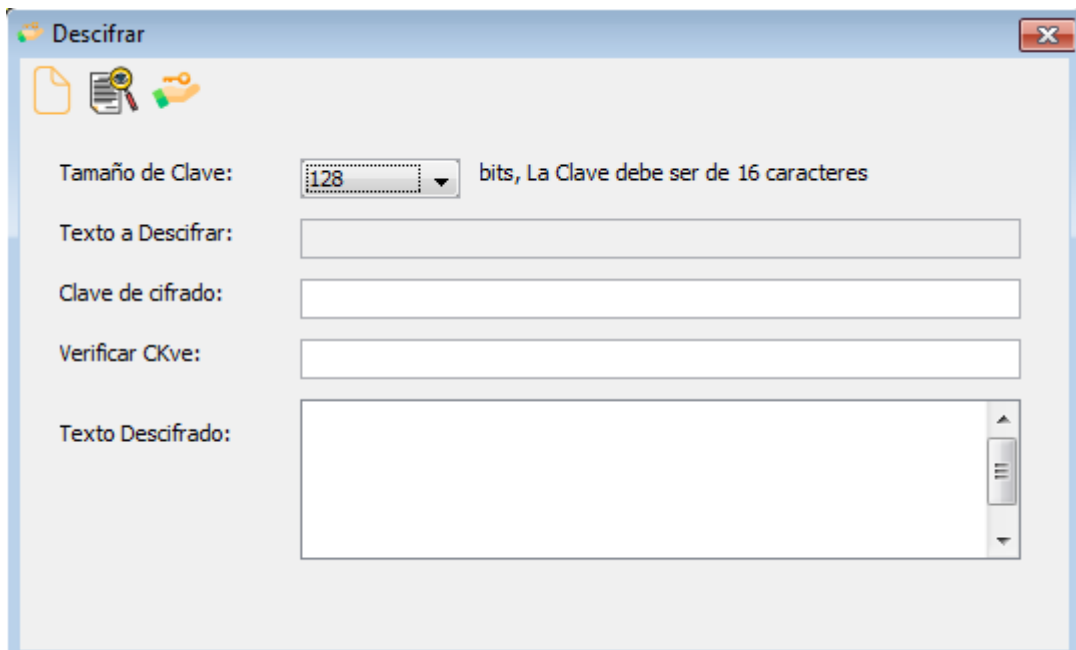 Descifrar
Tamaño de Clave: 128 bits, La Clave debe ser de 16 caracteres
Texto a Descifrar:
Clave de cifrado:
Verificar CKve:
Texto Descifrado: